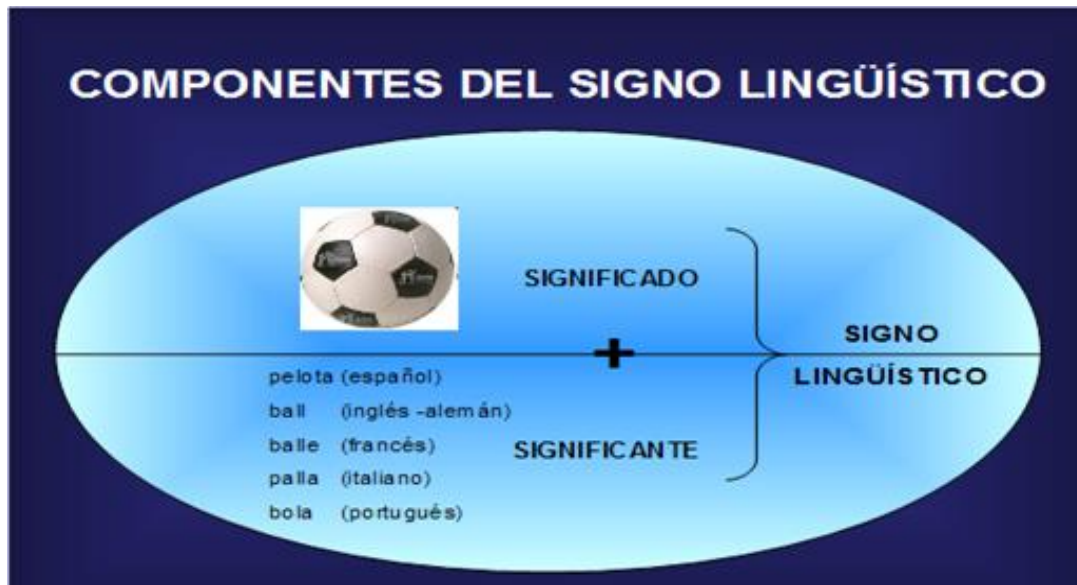 COMPONENTES DEL SIGNO LINGÜÍSTICO
SIGNIFICADO
+
SIGNO
LINGÜÍSTICO
pelota (español)
ball (inglés -alemán)
balle (francés)
palla (italiano)
bola (portugués)
SIGNIFICANTE